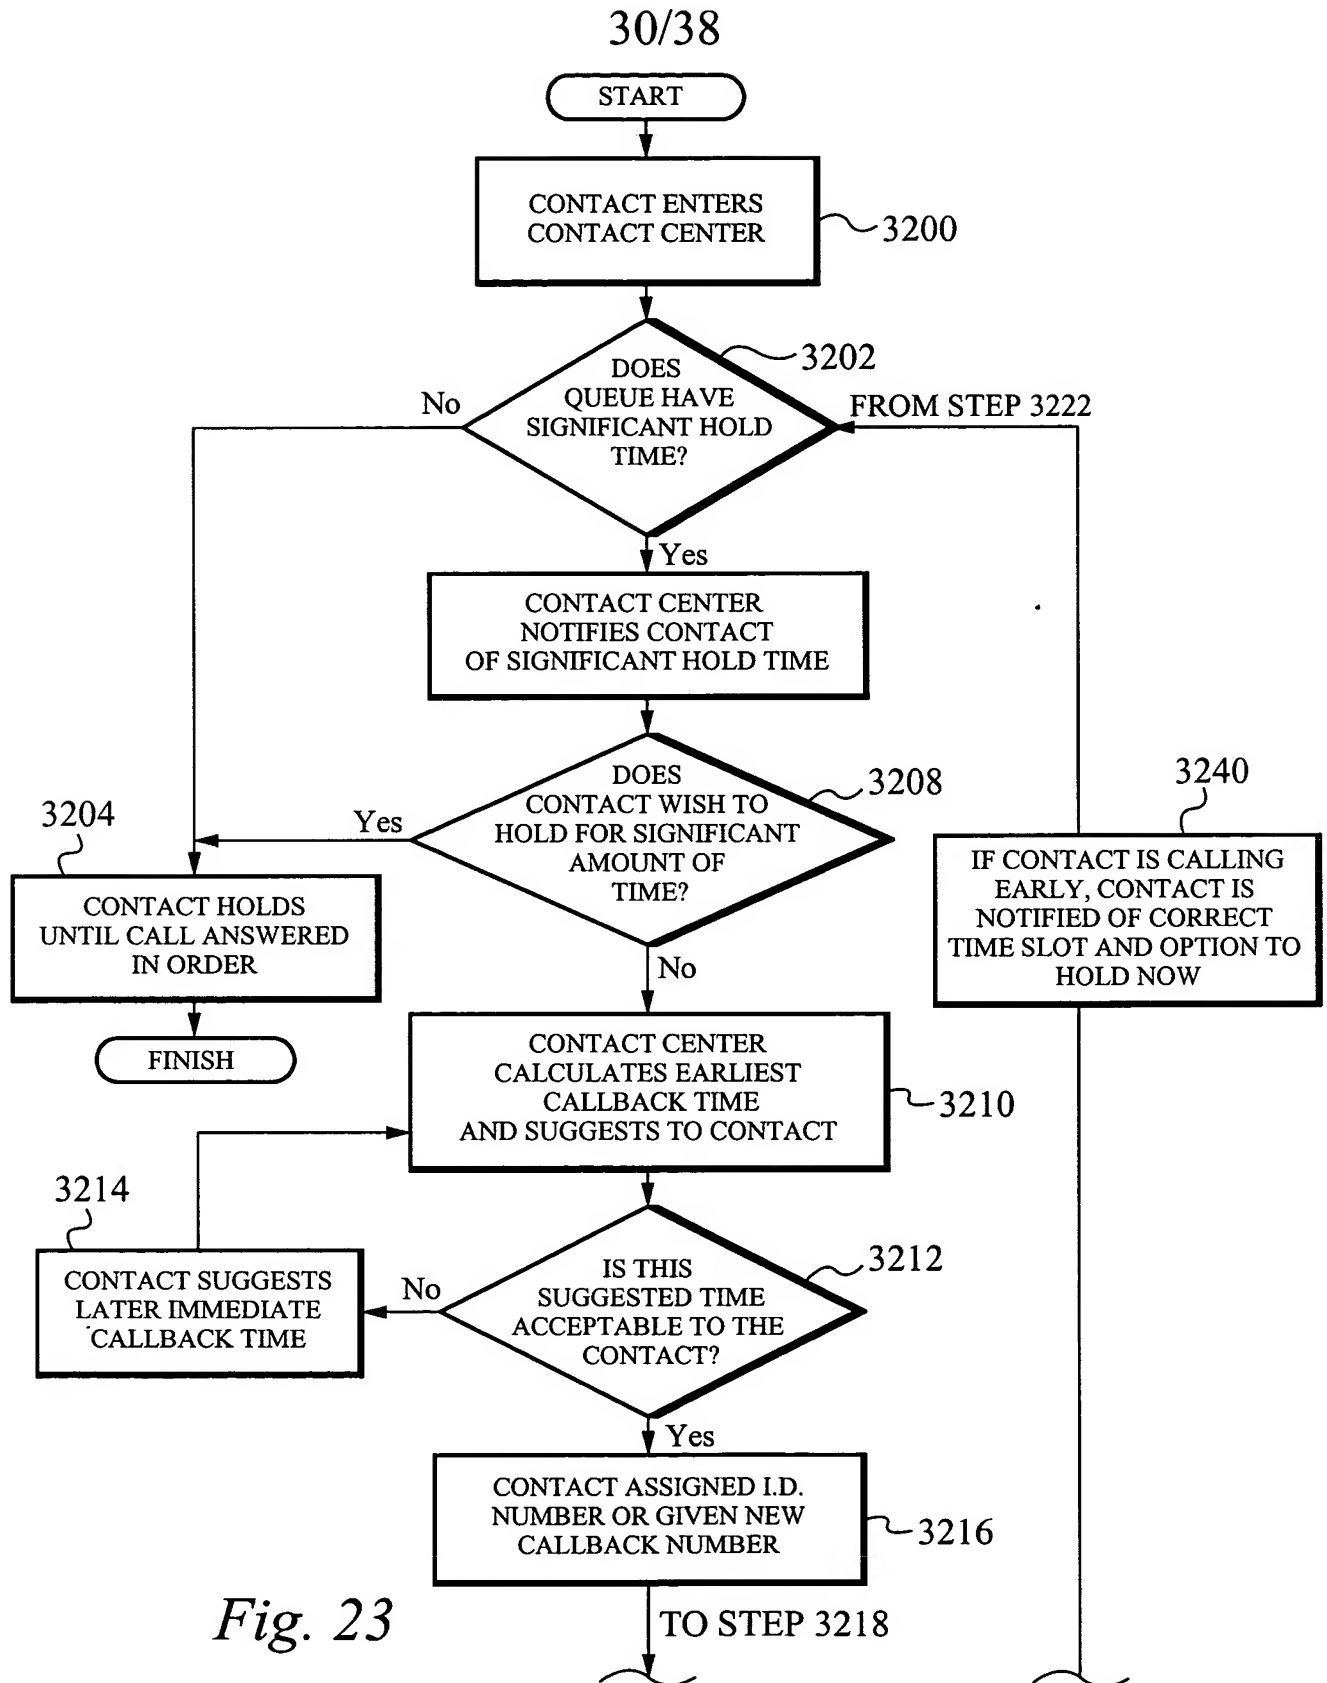 30/38
START
CONTACT ENTERS
CONTACT CENTER
3200
DOES
QUEUE HAVE
SIGNIFICANT HOLD
TIME?
3202
No
FROM STEP 3222
Yes
CONTACT CENTER
NOTIFIES CONTACT
OF SIGNIFICANT HOLD TIME
DOES
CONTACT WISH TO
HOLD FOR SIGNIFICANT
AMOUNT OF
TIME?
3208
Yes
3204
CONTACT HOLDS
UNTIL CALL ANSWERED
IN ORDER
FINISH
3240
IF CONTACT IS CALLING
EARLY, CONTACT IS
NOTIFIED OF CORRECT
TIME SLOT AND OPTION TO
HOLD NOW
No
CONTACT CENTER
CALCULATES EARLIEST
CALLBACK TIME
AND SUGGESTS TO CONTACT
3210
3214
CONTACT SUGGESTS
LATER IMMEDIATE
CALLBACK TIME
No
IS THIS
SUGGESTED TIME
ACCEPTABLE TO THE
CONTACT?
3212
Yes
CONTACT ASSIGNED I.D.
NUMBER OR GIVEN NEW
CALLBACK NUMBER
3216
TO STEP 3218
Fig. 23